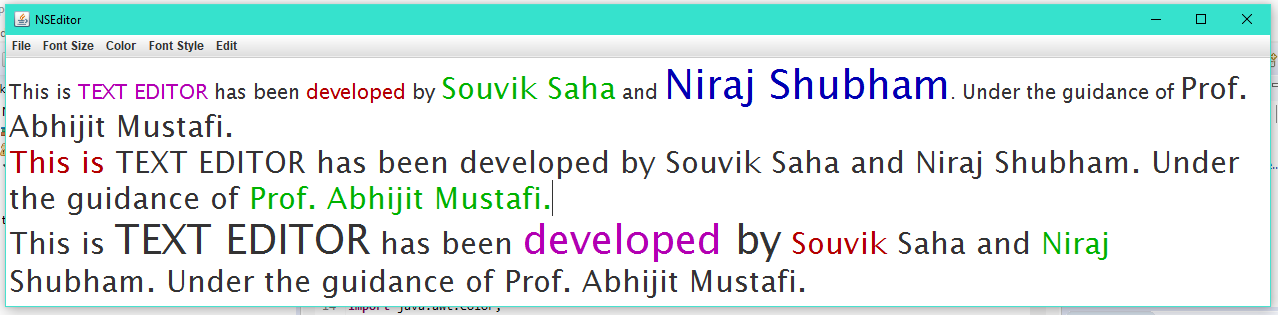 NSEditor
File Font Size Color Font Style Edit
This is TEXT EDITOR has been developed by Souvik Saha and Niraj Shubham. Under the guidance of Prof.
Abhijit Mustafi.
This is TEXT EDITOR has been developed by Souvik Saha and Niraj Shubham. Under
the guidance of Prof. Abhijit Mustafi.
This is TEXT EDITOR has been developed by Souvik Saha and Niraj
Shubham. Under the guidance of Prof. Abhijit Mustafi.
14 import java.awt.Color;